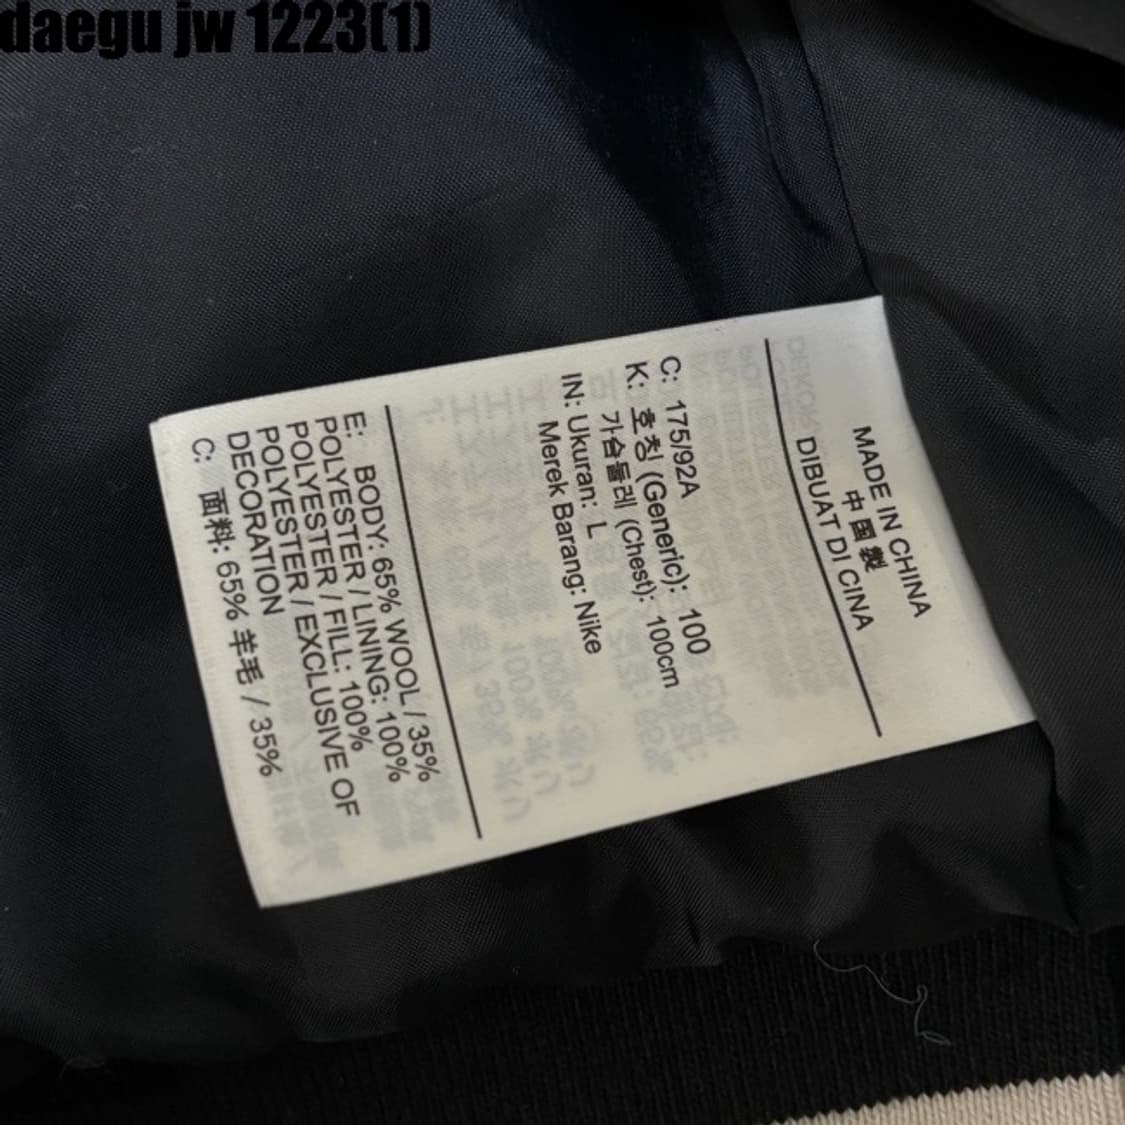 daegu jw 1223(1)
MADE IN CHINA
中国製
DIBUAT DI CINA
C: 175/92A
K: 호칭 (Generic): 100
가슴둘레 (Chest): 100cm
IN: Ukuran: L
Merek Barang: Nike
E: BODY: 65% WOOL / 35%
POLYESTER / LINING: 100%
POLYESTER / FILL: 100%
POLYESTER / EXCLUSIVE OF
DECORATION
C: 面料: 65% 羊毛 / 35%